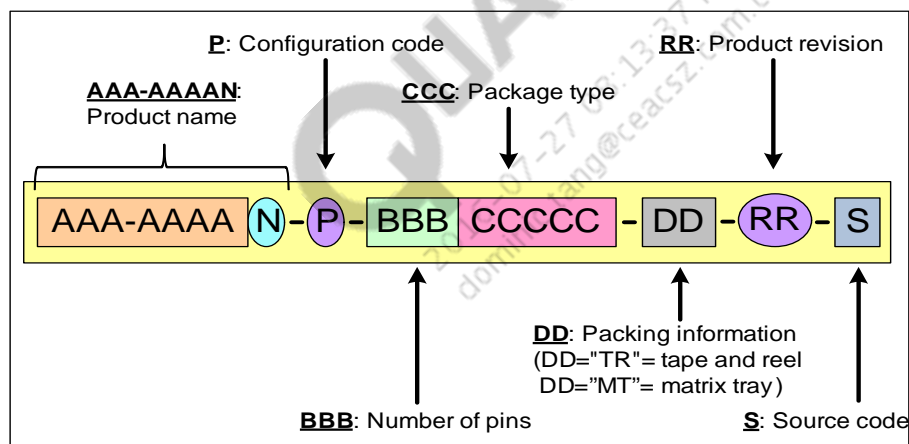 P: Configuration code
RR: Product revision
AAA-AAAAN:
Product name
CCC: Package type
AAA-AAAA N – P – BBB CCCCC – DD – RR – S
DD: Packing information
(DD="TR"= tape and reel
DD=”MT”= matrix tray)
BBB: Number of pins
S: Source code